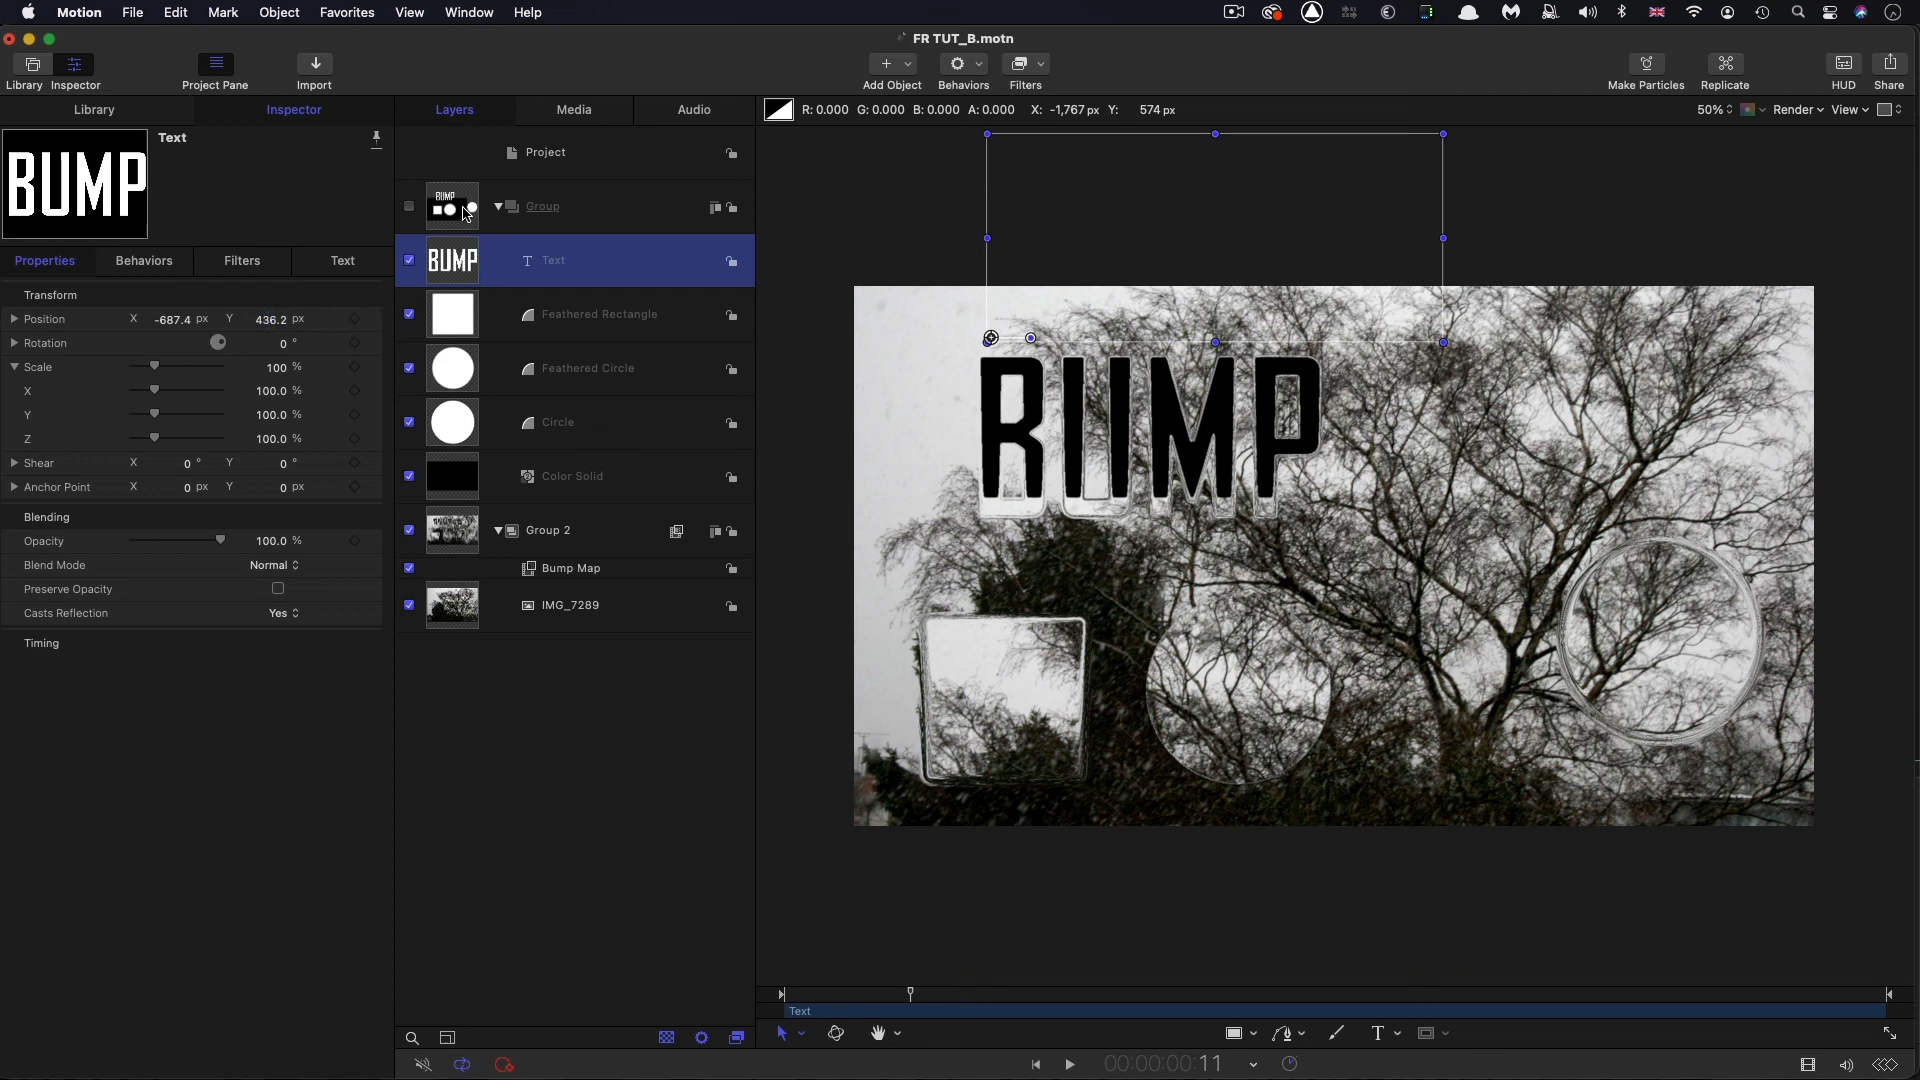 Motion File Edit Mark Object Favorites View Window Help
FR TUT_B.motn
Library Inspector Project Pane Import Add Object Behaviors Filters Make Particles Replicate HUD Share
Library Inspector Layers Media Audio R: 0.000 G: 0.000 B: 0.000 A: 0.000 X: -1,767 px Y: 574 px 50% Render View
BUMP Text
Project
BUMP Group
Properties Behaviors Filters Text
BUMP Text
Transform
Position X -687.4 px Y 436.2 px
Feathered Rectangle
Rotation 0 °
Scale 100 %
Feathered Circle
X 100.0 %
Y 100.0 %
Circle
Z 100.0 %
Shear X 0 ° Y 0 °
Color Solid
Anchor Point X 0 px Y 0 px
BUMP
Blending
Group 2
Opacity 100.0 %
Blend Mode Normal
Bump Map
Preserve Opacity
IMG_7289
Casts Reflection Yes
Timing
Text
T
00:00:00:11